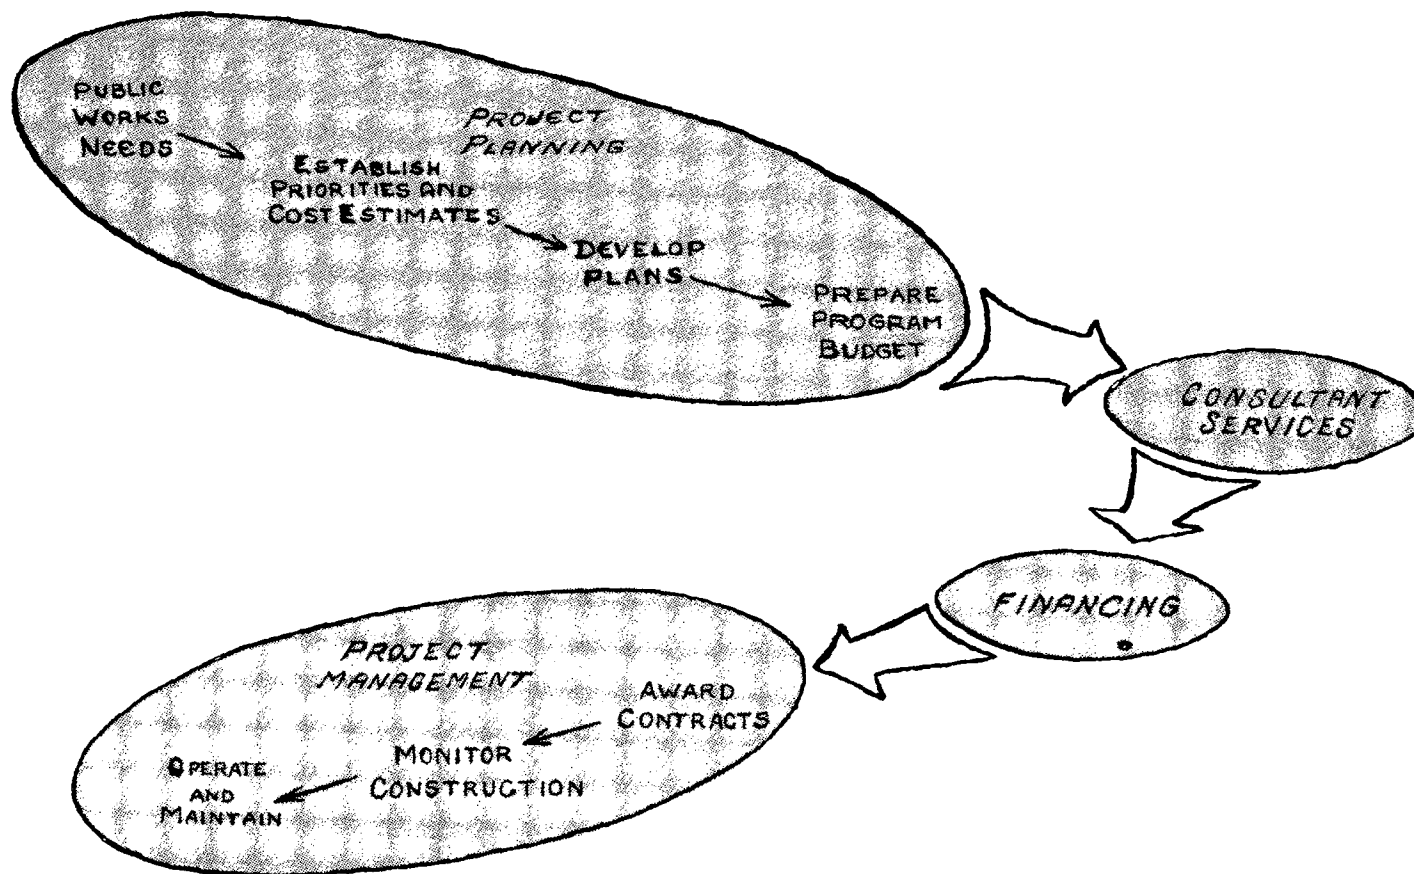 PUBLIC
WORKS
NEEDS
PROJECT
PLANNING
ESTABLISH
PRIORITIES AND
COST ESTIMATES
DEVELOP
PLANS
PREPARE
PROGRAM
BUDGET
CONSULTANT
SERVICES
FINANCING
PROJECT
MANAGEMENT
AWARD
CONTRACTS
MONITOR
CONSTRUCTION
OPERATE
AND
MAINTAIN